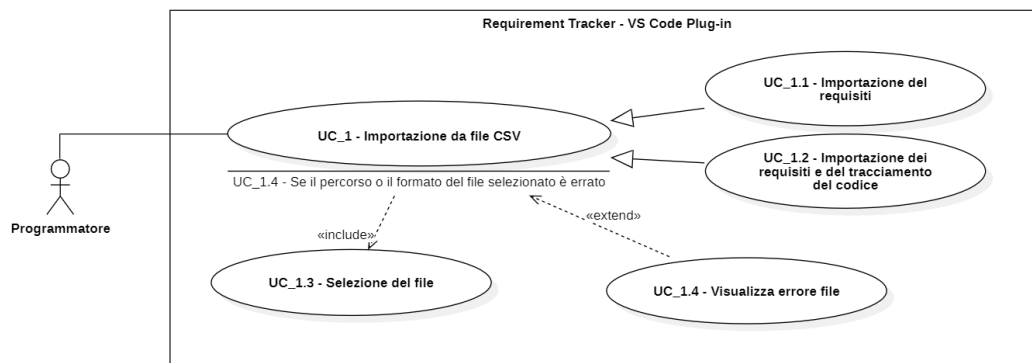 Requirement Tracker - VS Code Plug-in
UC_1.1 - Importazione del
requisiti
UC_1 - Importazione da file CSV
UC_1.2 - Importazione dei
requisiti e del tracciamento
del codice
UC_1.4 - Se il percorso o il formato del file selezionato è errato
Programmatore
«extend»
«include»
UC_1.3 - Selezione del file
UC_1.4 - Visualizza errore file